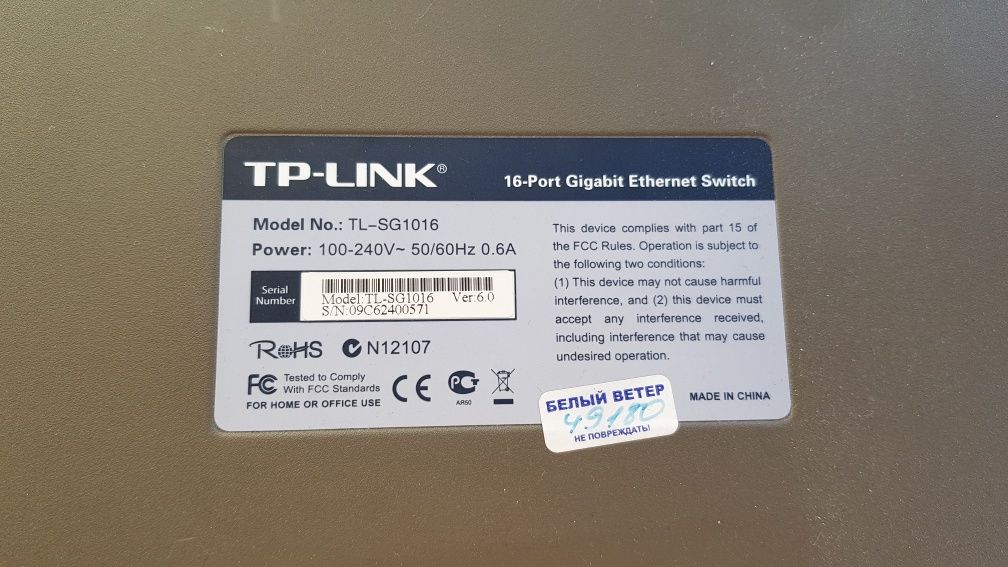 TP-LINK®
16-Port Gigabit Ethernet Switch
Model No.: TL-SG1016
Power: 100-240V~ 50/60Hz 0.6A
Serial
Number
Model:TL-SG1016 Ver:6.0
S/N:09C62400571
RoHS
N12107
FC
Tested to Comply
With FCC Standards
FOR HOME OR OFFICE USE
CE
РСТ
АЯ50
This device complies with part 15 of
the FCC Rules. Operation is subject to
the following two conditions:
(1) This device may not cause harmful
interference, and (2) this device must
accept any interference received,
including interference that may cause
undesired operation.
БЕЛЫЙ ВЕТЕР
49180
НЕ ПОВРЕЖДАТЬ!
MADE IN CHINA